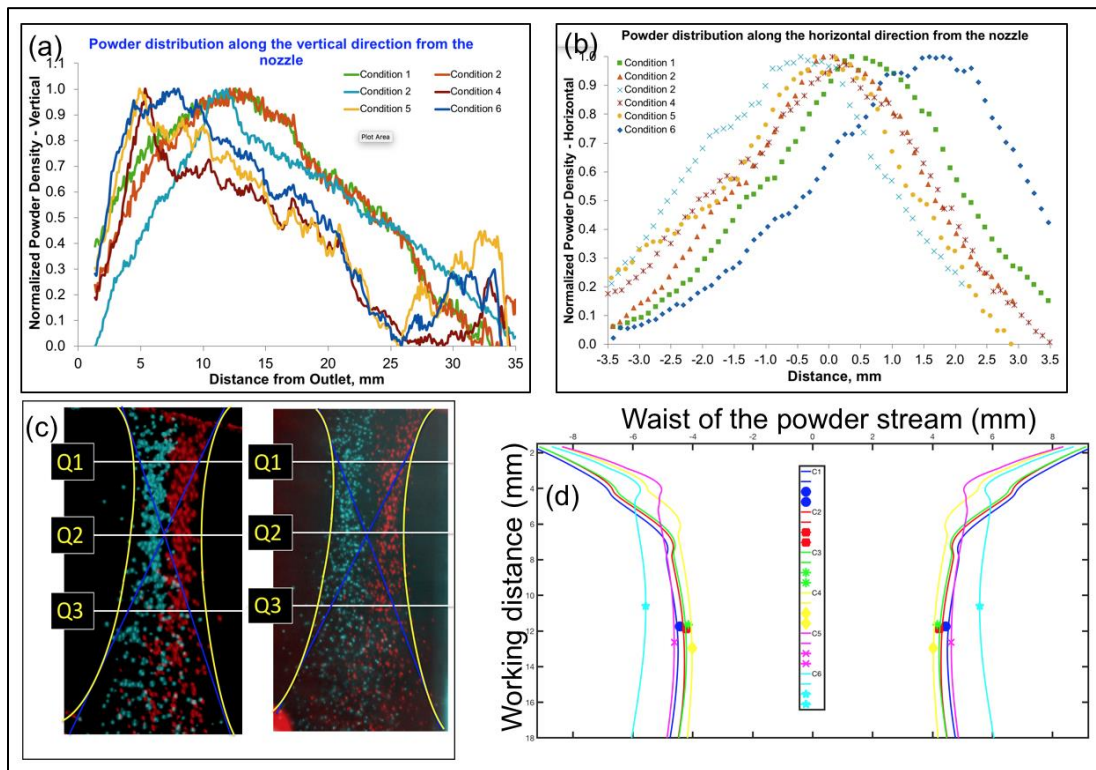 (a)
Powder distribution along the vertical direction from the
nozzle
Condition 1
Condition 2
Condition 2
Condition 4
Condition 5
Condition 6
Plot Area
Normalized Powder Density - Vertical
1.1
1.0
0.9
0.8
0.7
0.6
0.5
0.4
0.3
0.2
0.1
0.0
0 5 10 15 20 25 30 35
Distance from Outlet, mm
(b)
Powder distribution along the horizontal direction from the nozzle
Condition 1
Condition 2
Condition 2
Condition 4
Condition 5
Condition 6
Normalized Powder Density - Horizontal
1.0
0.9
0.8
0.7
0.6
0.5
0.4
0.3
0.2
0.1
0.0
-3.5 -3.0 -2.5 -2.0 -1.5 -1.0 -0.5 0.0 0.5 1.0 1.5 2.0 2.5 3.0 3.5
Distance, mm
(c)
Q1
Q2
Q3
Q1
Q2
Q3
Waist of the powder stream (mm)
-8 -6 -4 -2 0 2 4 6 8
(d)
Working distance (mm)
2
4
6
8
10
12
14
16
18
C1
C2
C3
C4
C5
C6